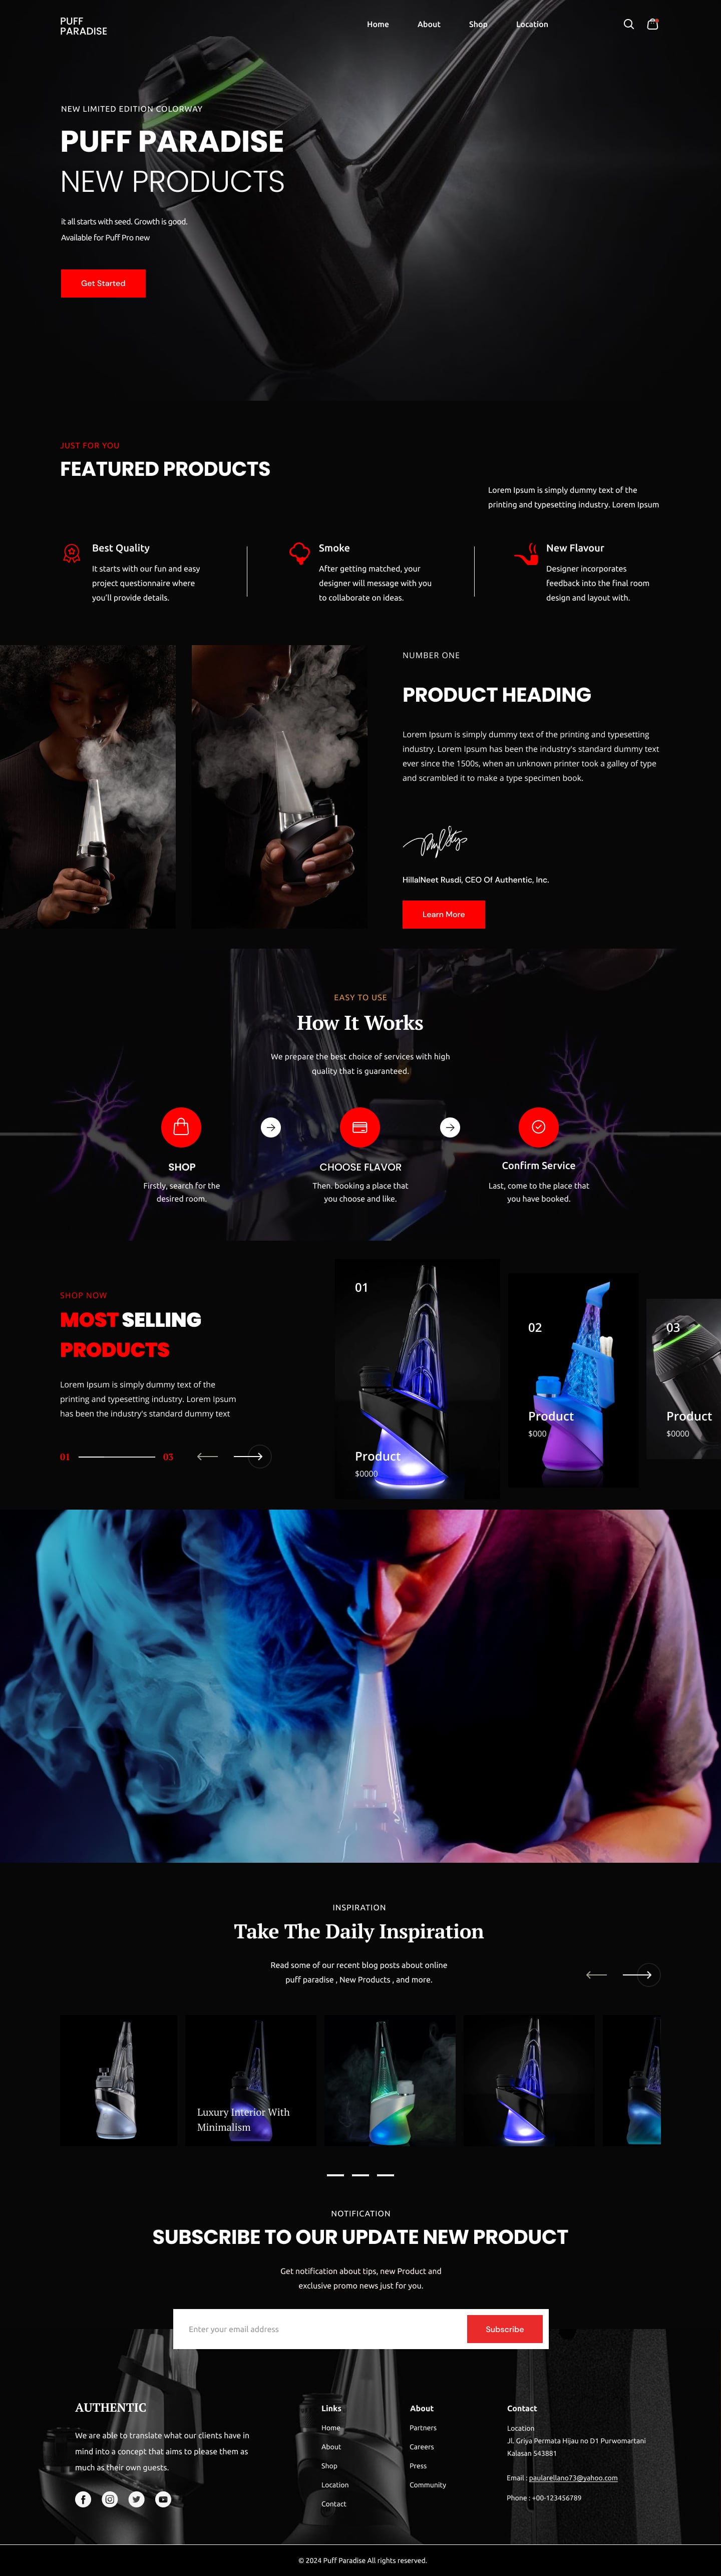 PUFF
PARADISE
Home About Shop Location
NEW LIMITED EDITION COLORWAY
PUFF PARADISE
NEW PRODUCTS
it all starts with seed. Growth is good.
Available for Puff Pro new
Get Started
JUST FOR YOU
FEATURED PRODUCTS
Lorem Ipsum is simply dummy text of the
printing and typesetting industry. Lorem Ipsum
Best Quality
It starts with our fun and easy
project questionnaire where
you'll provide details.
Smoke
After getting matched, your
designer will message with you
to collaborate on ideas.
New Flavour
Designer incorporates
feedback into the final room
design and layout with.
NUMBER ONE
PRODUCT HEADING
Lorem Ipsum is simply dummy text of the printing and typesetting
industry. Lorem Ipsum has been the industry's standard dummy text
ever since the 1500s, when an unknown printer took a galley of type
and scrambled it to make a type specimen book.
HillalNeet Rusdi, CEO Of Authentic, Inc.
Learn More
EASY TO USE
How It Works
We prepare the best choice of services with high
quality that is guaranteed.
SHOP
Firstly, search for the
desired room.
CHOOSE FLAVOR
Then. booking a place that
you choose and like.
Confirm Service
Last, come to the place that
you have booked.
SHOP NOW
MOST SELLING
PRODUCTS
Lorem Ipsum is simply dummy text of the
printing and typesetting industry. Lorem Ipsum
has been the industry's standard dummy text
01 03
01
Product
$0000
02
Product
$000
03
Product
$0000
INSPIRATION
Take The Daily Inspiration
Read some of our recent blog posts about online
puff paradise , New Products , and more.
Luxury Interior With
Minimalism
NOTIFICATION
SUBSCRIBE TO OUR UPDATE NEW PRODUCT
Get notification about tips, new Product and
exclusive promo news just for you.
Enter your email address
Subscribe
AUTHENTIC
We are able to translate what our clients have in
mind into a concept that aims to please them as
much as their own guests.
Links
Home
About
Shop
Location
Contact
About
Partners
Careers
Press
Community
Contact
Location
Jl. Griya Permata Hijau no D1 Purwomartani
Kalasan 543881
Email : paularellano73@yahoo.com
Phone : +00-123456789
© 2024 Puff Paradise All rights reserved.